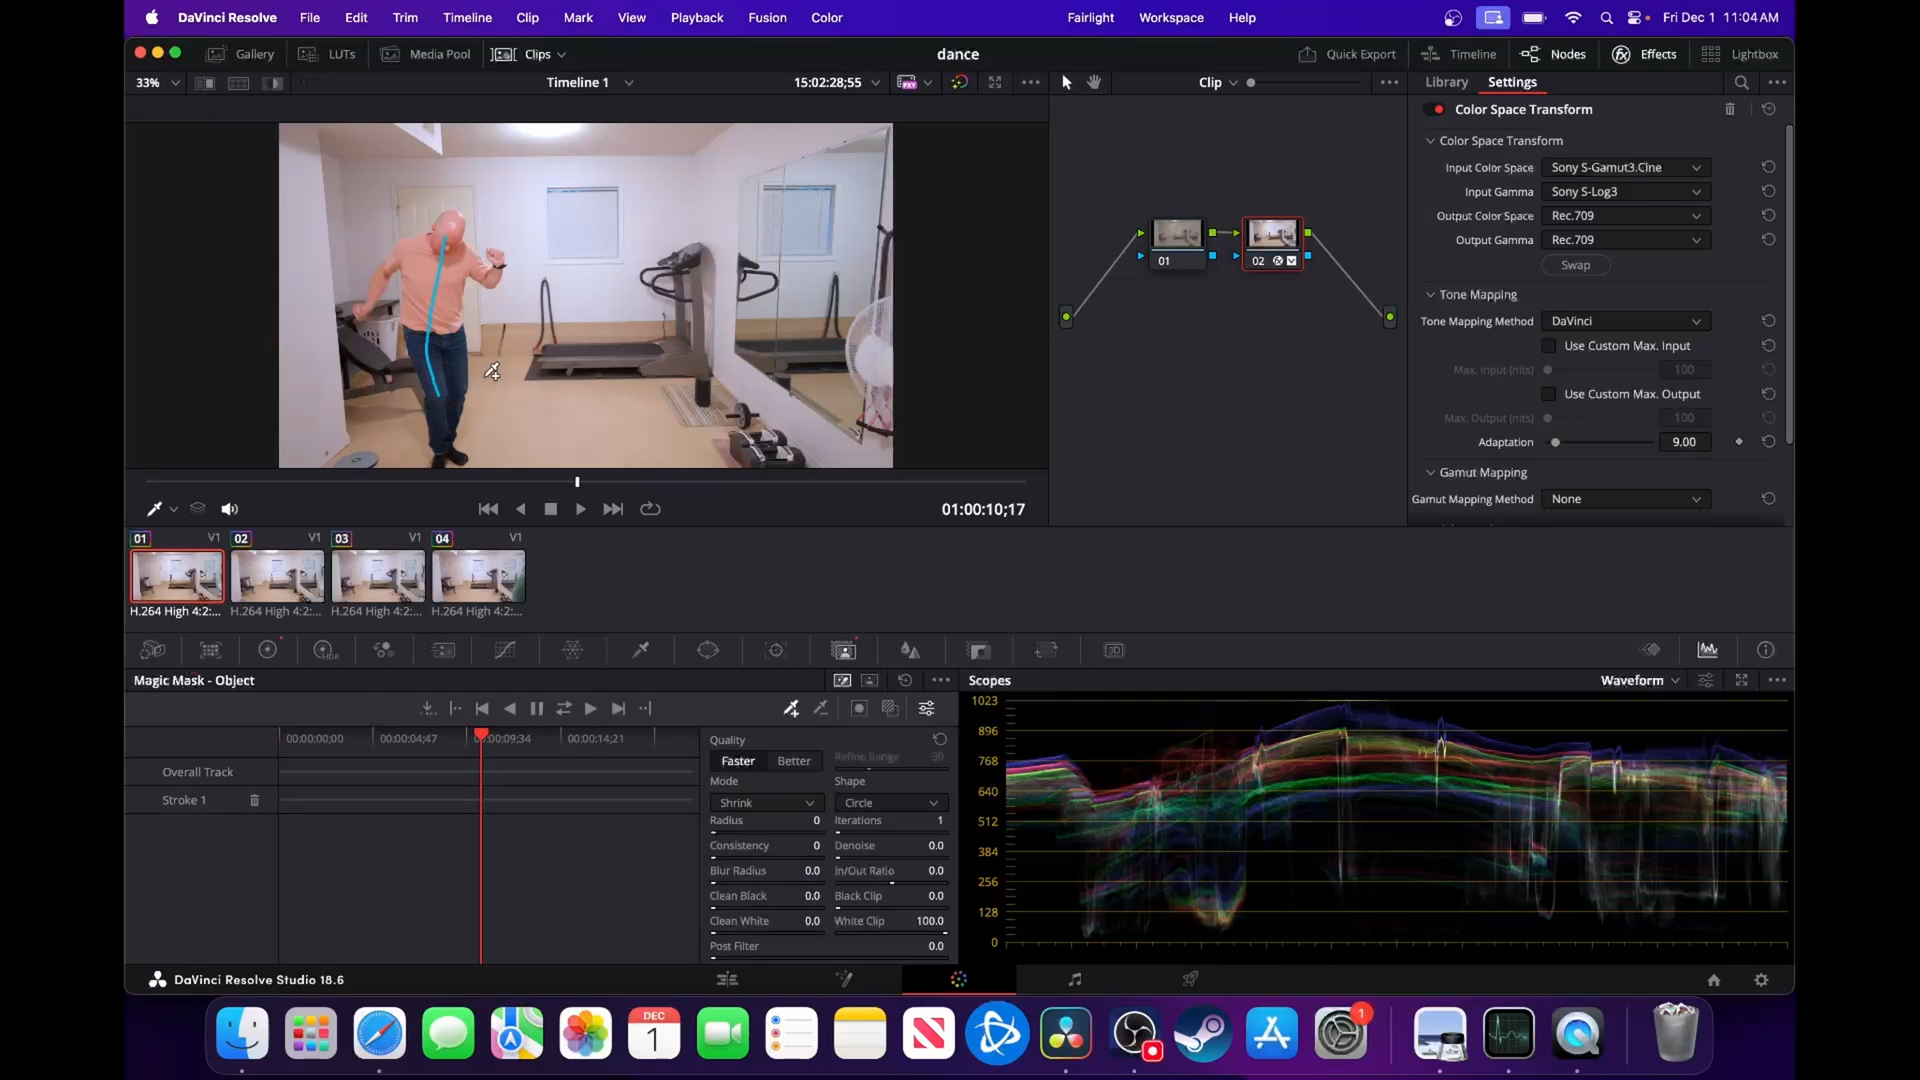 DaVinci Resolve File Edit Trim Timeline Clip Mark View Playback Fusion Color Fairlight Workspace Help Fri Dec 1 11:04 AM
Gallery LUTs Media Pool Clips dance Quick Export Timeline Nodes Effects Lightbox
33% Timeline 1 15:02:28;55 Clip Library Settings
Color Space Transform
Color Space Transform
Input Color Space Sony S-Gamut3.Cine
Input Gamma Sony S-Log3
Output Color Space Rec.709
Output Gamma Rec.709
Swap
01 02
Tone Mapping
Tone Mapping Method DaVinci
Use Custom Max. Input
Max. Input (nits) 100
Use Custom Max. Output
Max. Output (nits) 100
Adaptation 9.00
Gamut Mapping
Gamut Mapping Method None
01:00:10;17
01 V1 02 V1 03 V1 04 V1
H.264 High 4:2:... H.264 High 4:2:... H.264 High 4:2:... H.264 High 4:2:...
HDR 3D
Magic Mask - Object Scopes Waveform
00:00:00;00 00:00:04;47 00:00:09;34 00:00:14;21
Overall Track
Stroke 1
Quality
Faster Better Refine Range 30
Mode Shape
Shrink Circle
Radius 0 Iterations 1
Consistency 0 Denoise 0.0
Blur Radius 0.0 In/Out Ratio 0.0
Clean Black 0.0 Black Clip 0.0
Clean White 0.0 White Clip 100.0
Post Filter 0.0
1023
896
768
640
512
384
256
128
0
DaVinci Resolve Studio 18.6
DEC
1
1